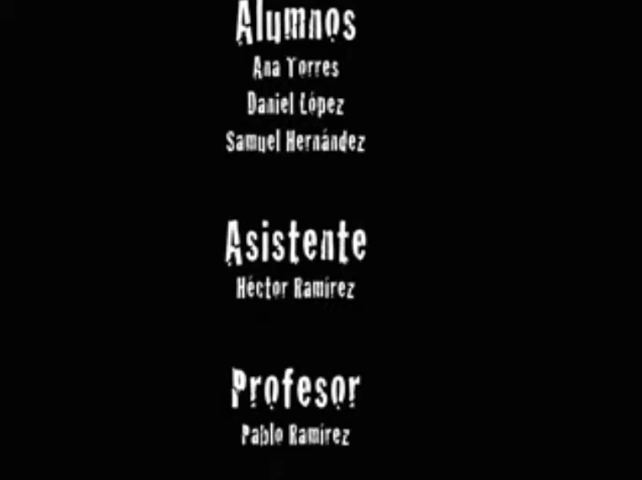 Alumnos
Ana Torres
Daniel López
Samuel Hernández
Asistente
Héctor Ramírez
Profesor
Pablo Ramírez